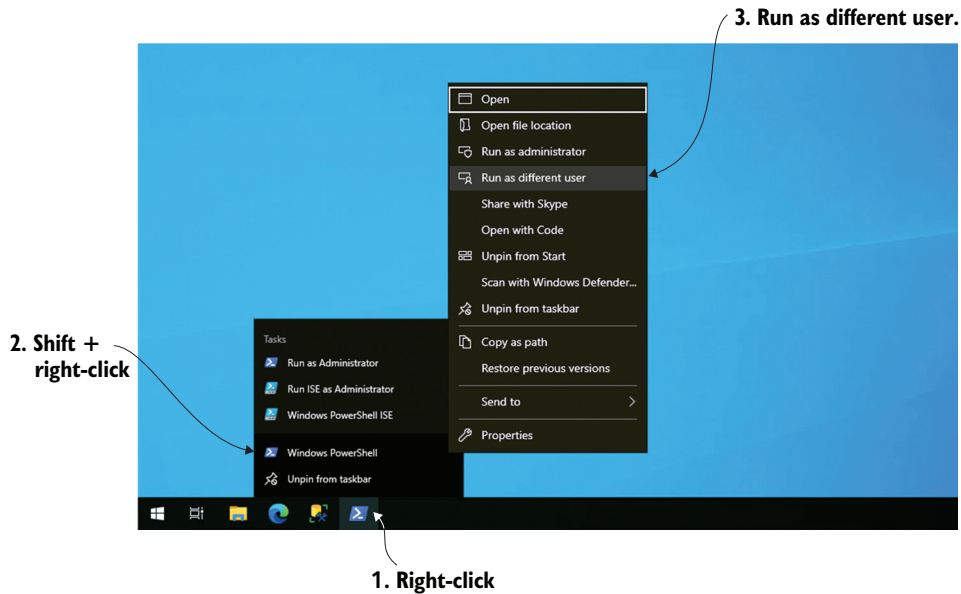 3. Run as different user.
Open
Open file location
Run as administrator
Run as different user
Share with Skype
Open with Code
Unpin from Start
Scan with Windows Defender...
Unpin from taskbar
Copy as path
Restore previous versions
Send to
Properties
2. Shift +
right-click
Tasks
Run as Administrator
Run ISE as Administrator
Windows PowerShell ISE
Windows PowerShell
Unpin from taskbar
1. Right-click